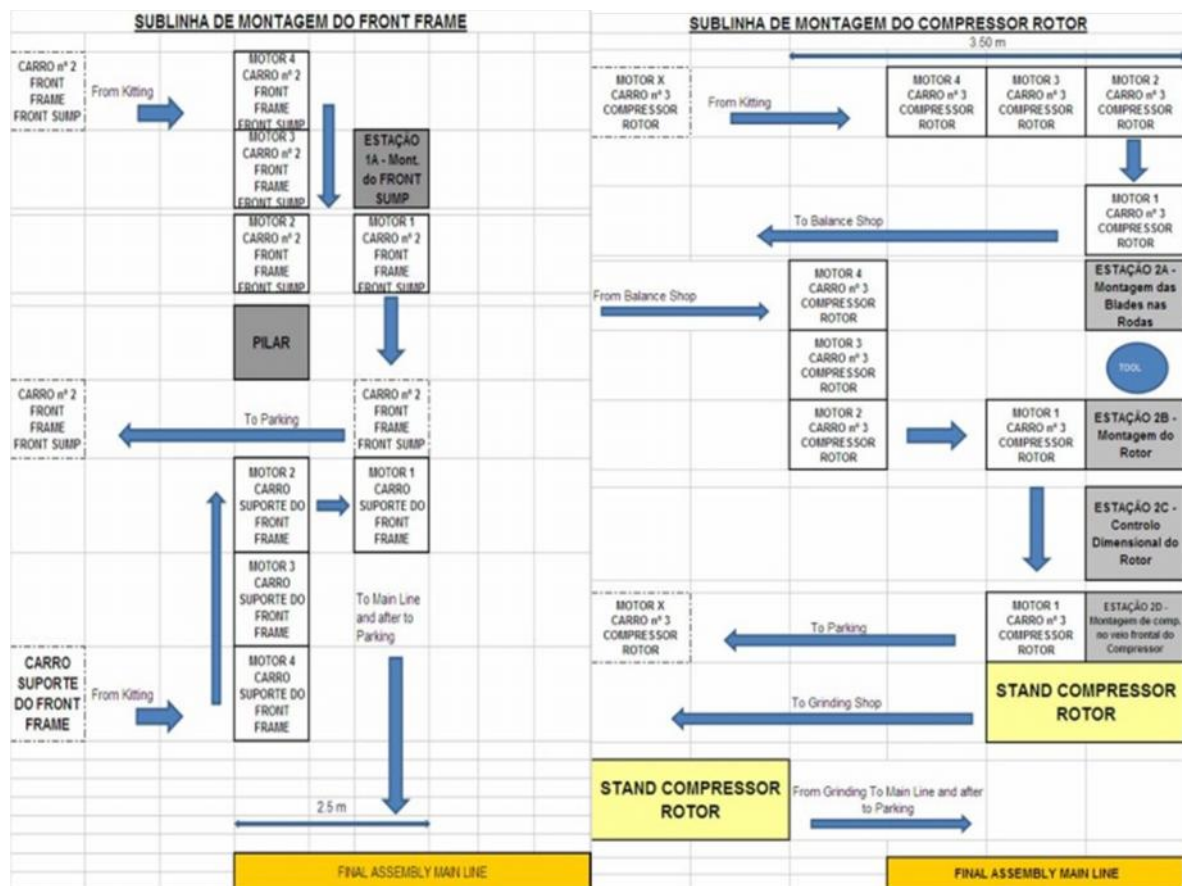 SUBLINHA DE MONTAGEM DO FRONT FRAME
CARRO nº 2
FRONT
FRAME
FRONT SUMP
From Kitting
MOTOR 4
CARRO nº 2
FRONT
FRAME
FRONT SUMP
MOTOR 3
CARRO nº 2
FRONT
FRAME
FRONT SUMP
ESTAÇÃO
1A - Mont.
do FRONT
SUMP
MOTOR 2
CARRO nº 2
FRONT
FRAME
FRONT SUMP
MOTOR 1
CARRO nº 2
FRONT
FRAME
FRONT SUMP
PILAR
CARRO nº 2
FRONT
FRAME
FRONT SUMP
To Parking
CARRO nº 2
FRONT
FRAME
FRONT SUMP
MOTOR 2
CARRO
SUPORTE DO
FRONT
FRAME
MOTOR 1
CARRO
SUPORTE DO
FRONT
FRAME
MOTOR 3
CARRO
SUPORTE DO
FRONT
FRAME
To Main Line
and after to
Parking
CARRO
SUPORTE
DO FRONT
FRAME
From Kitting
MOTOR 4
CARRO
SUPORTE DO
FRONT
FRAME
2.5 m
FINAL ASSEMBLY MAIN LINE
SUBLINHA DE MONTAGEM DO COMPRESSOR ROTOR
3.50 m
MOTOR X
CARRO nº 3
COMPRESSOR
ROTOR
From Kitting
MOTOR 4
CARRO nº 3
COMPRESSOR
ROTOR
MOTOR 3
CARRO nº 3
COMPRESSOR
ROTOR
MOTOR 2
CARRO nº 3
COMPRESSOR
ROTOR
To Balance Shop
MOTOR 1
CARRO nº 3
COMPRESSOR
ROTOR
From Balance Shop
MOTOR 4
CARRO nº 3
COMPRESSOR
ROTOR
ESTAÇÃO 2A -
Montagem das
Blades nas
Rodas
MOTOR 3
CARRO nº 3
COMPRESSOR
ROTOR
TOOL
MOTOR 2
CARRO nº 3
COMPRESSOR
ROTOR
MOTOR 1
CARRO nº 3
COMPRESSOR
ROTOR
ESTAÇÃO 2B -
Montagem do
Rotor
ESTAÇÃO 2C -
Controlo
Dimensional do
Rotor
MOTOR X
CARRO nº 3
COMPRESSOR
ROTOR
To Parking
MOTOR 1
CARRO nº 3
COMPRESSOR
ROTOR
ESTAÇÃO 2D -
Montagem de comp.
no veio frontal do
Compressor
To Grinding Shop
STAND COMPRESSOR
ROTOR
STAND COMPRESSOR
ROTOR
From Grinding To Main Line and after
to Parking
FINAL ASSEMBLY MAIN LINE